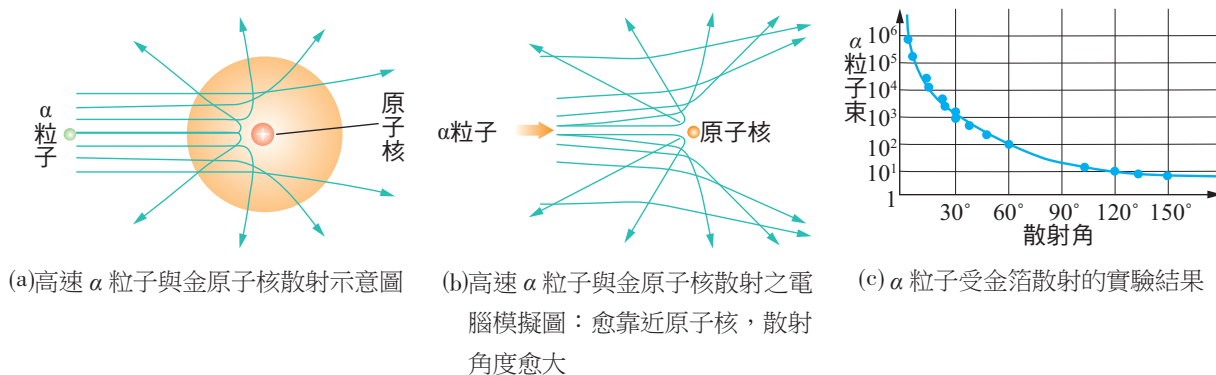 α粒子
原子核
(a)高速 α 粒子與金原子核散射示意圖
α粒子
原子核
(b)高速 α 粒子與金原子核散射之電
腦模擬圖：愈靠近原子核，散射
角度愈大
α粒子束
10⁶
10⁵
10⁴
10³
10²
10¹
1
30° 60° 90° 120° 150°
散射角
(c) α 粒子受金箔散射的實驗結果